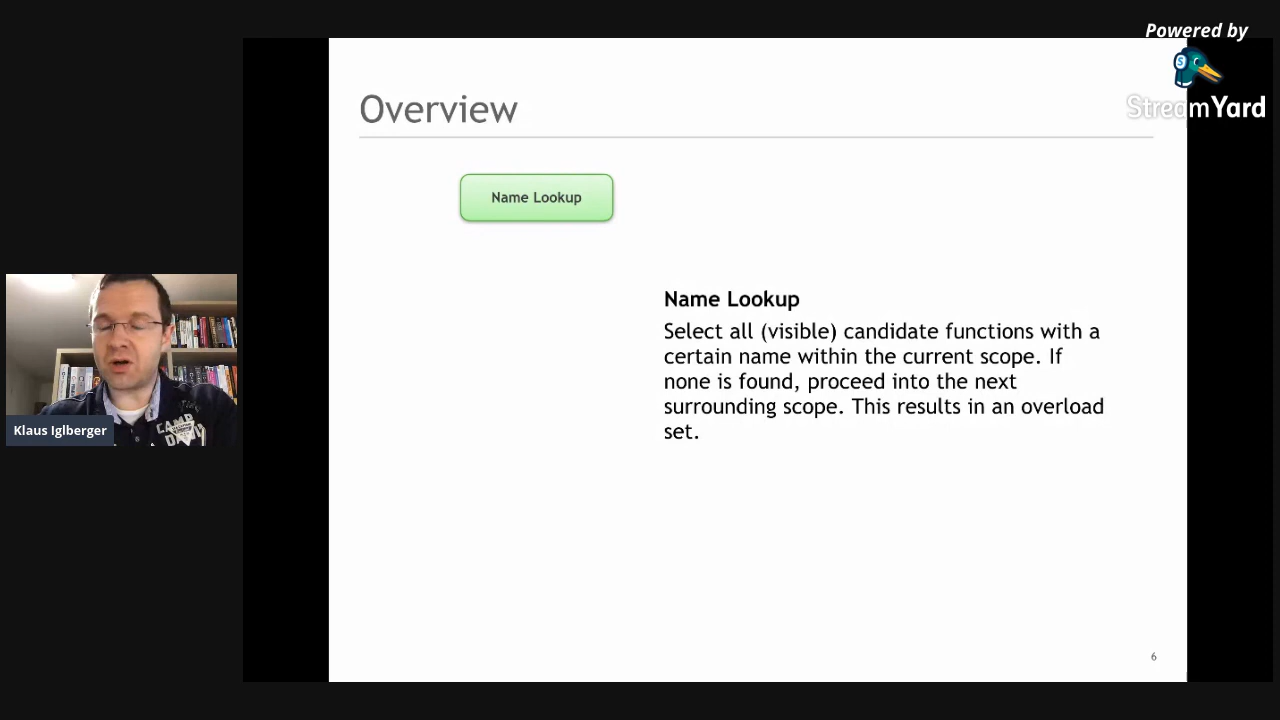 Powered by
StreamYard
Overview
Name Lookup
Name Lookup
Select all (visible) candidate functions with a
certain name within the current scope. If
none is found, proceed into the next
surrounding scope. This results in an overload
set.
Klaus Iglberger
6